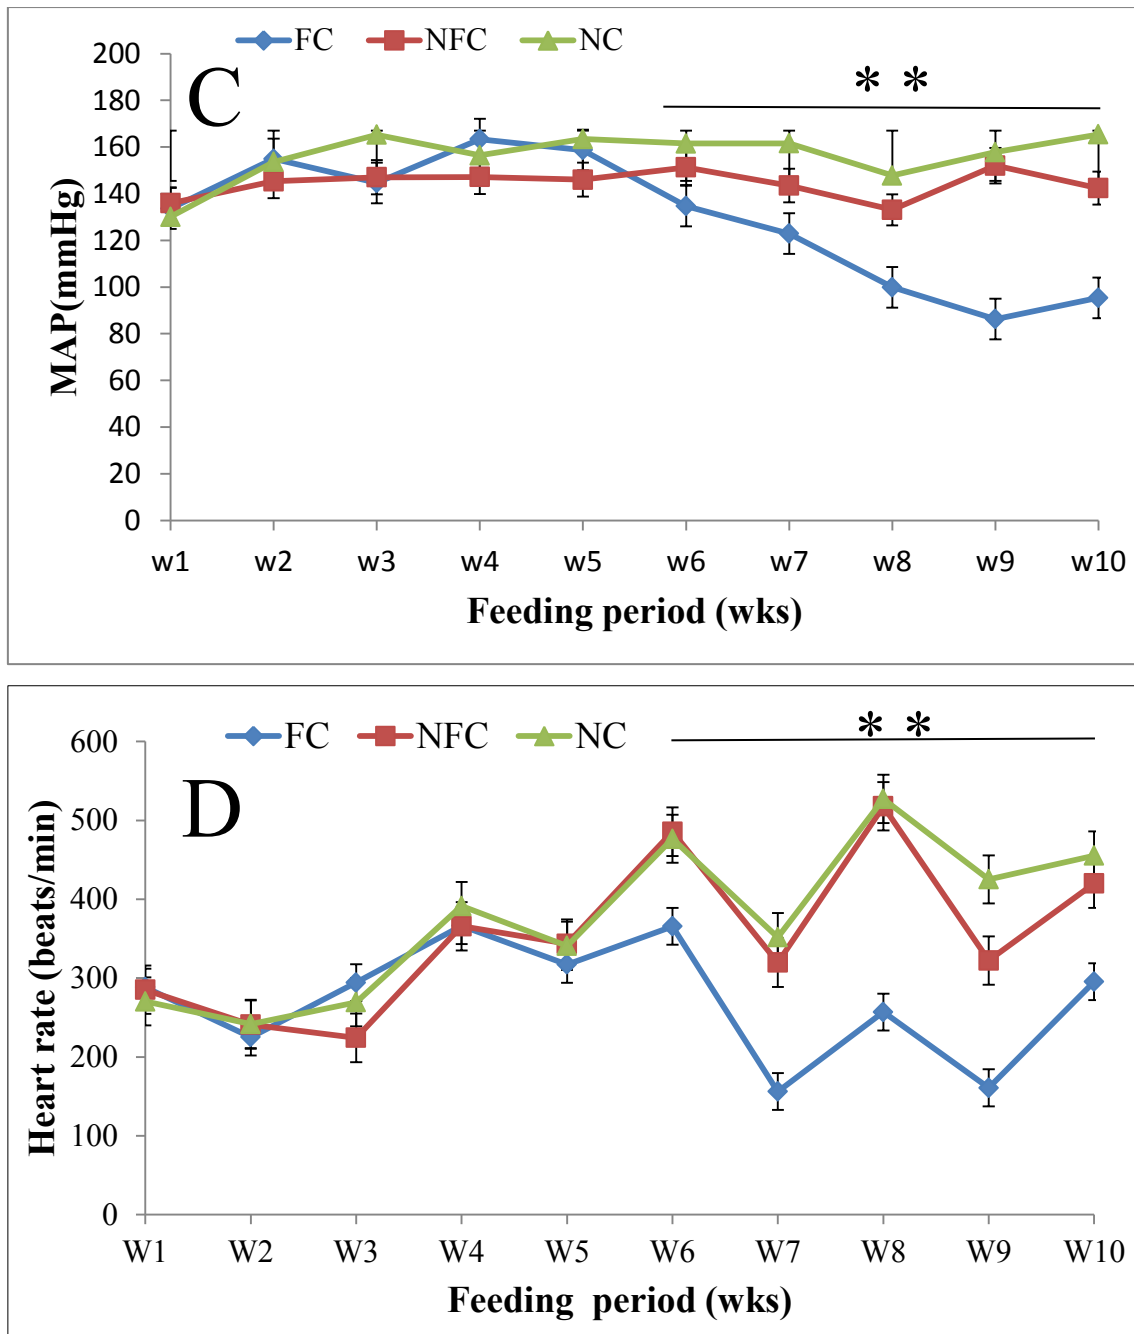 FC NFC NC
C
* *
200
180
160
140
120
100
80
60
40
20
0
MAP(mmHg)
w1 w2 w3 w4 w5 w6 w7 w8 w9 w10
Feeding period (wks)
FC NFC NC
D
* *
600
500
400
300
200
100
0
Heart rate (beats/min)
W1 W2 W3 W4 W5 W6 W7 W8 W9 W10
Feeding period (wks)